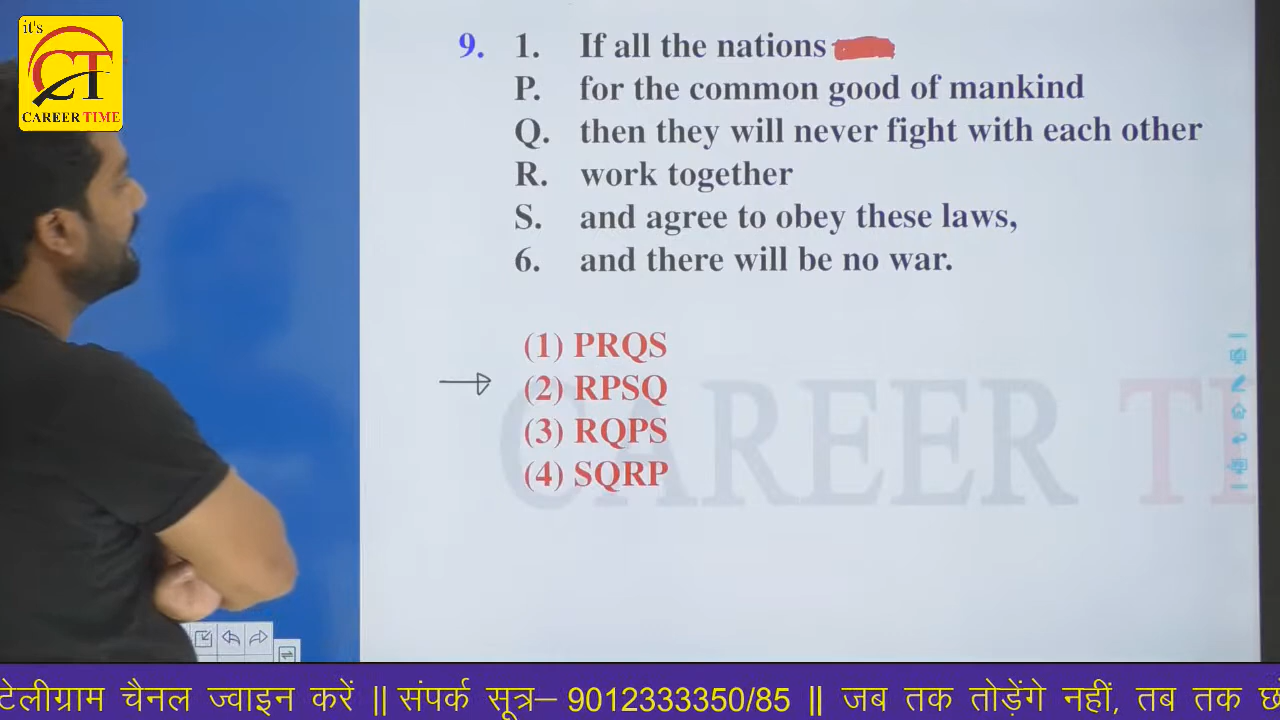 it's
CT
CAREER TIME
9. 1. If all the nations
P. for the common good of mankind
Q. then they will never fight with each other
R. work together
S. and agree to obey these laws,
6. and there will be no war.
(1) PRQS
(2) RPSQ
(3) RQPS
(4) SQRP
CAREER TI
टेलीग्राम चैनल ज्वाइन करें || संपर्क सूत्र– 9012333350/85 || जब तक तोड़ेंगे नहीं, तब तक